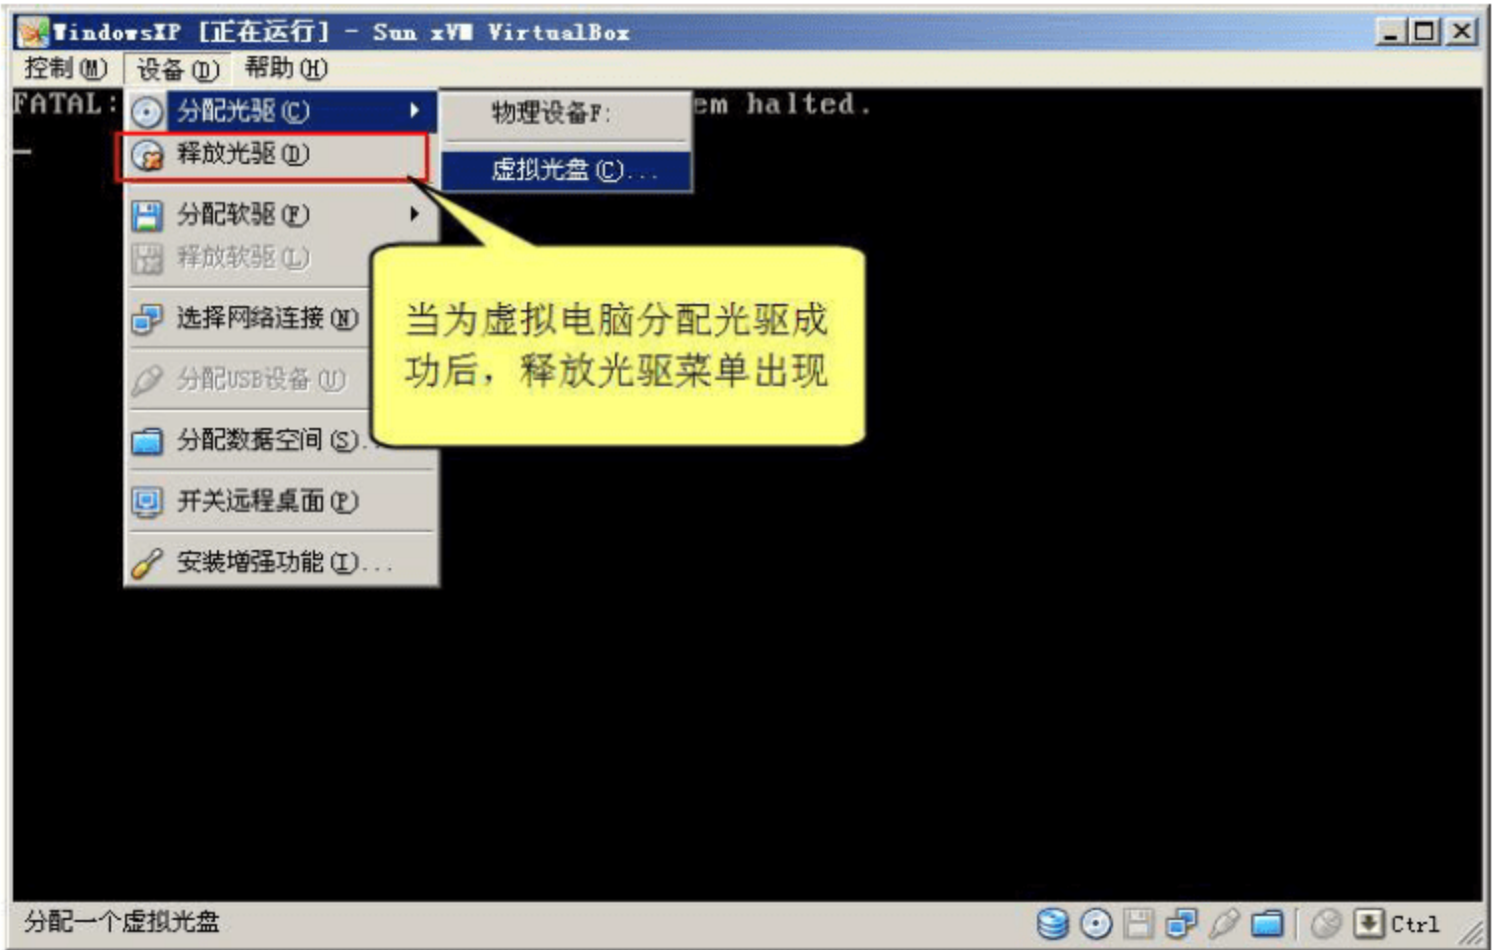 WindowsXP [正在运行] - Sun xVM VirtualBox
控制(M) 设备(D) 帮助(H)
FATAL: em halted.
分配光驱(C)
物理设备F:
释放光驱(D)
虚拟光盘(C)...
分配软驱(F)
释放软驱(L)
当为虚拟电脑分配光驱成
功后，释放光驱菜单出现
选择网络连接(N)
分配USB设备(U)
分配数据空间(S)..
开关远程桌面(P)
安装增强功能(I)...
分配一个虚拟光盘
Ctrl